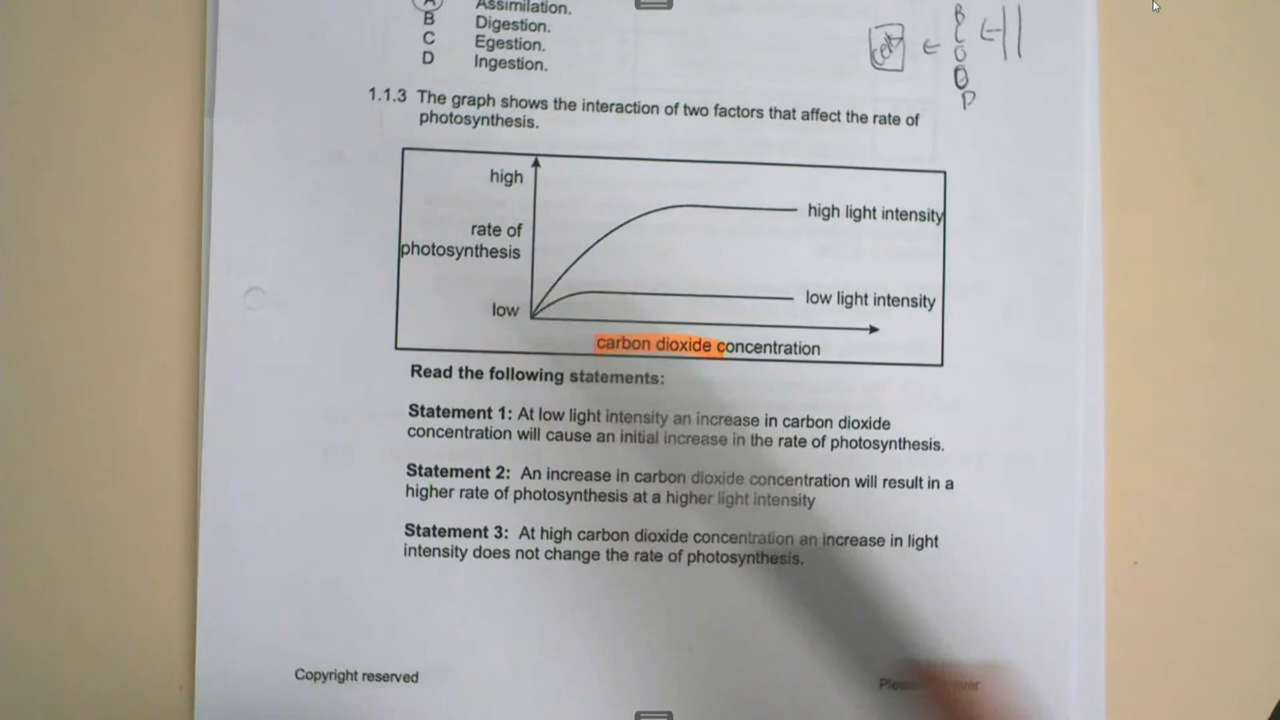 A Assimilation.
B Digestion.
C Egestion.
D Ingestion.
cell
B
L
O
O
D
1.1.3 The graph shows the interaction of two factors that affect the rate of
photosynthesis.
high
high light intensity
rate of
photosynthesis
low light intensity
low
carbon dioxide concentration
Read the following statements:
Statement 1: At low light intensity an increase in carbon dioxide
concentration will cause an initial increase in the rate of photosynthesis.
Statement 2: An increase in carbon dioxide concentration will result in a
higher rate of photosynthesis at a higher light intensity
Statement 3: At high carbon dioxide concentration an increase in light
intensity does not change the rate of photosynthesis.
Copyright reserved